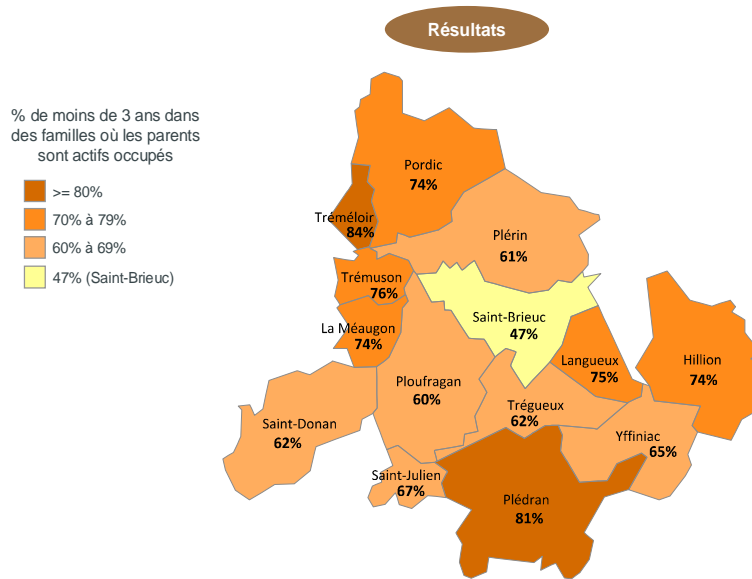 Résultats
% de moins de 3 ans dans
des familles où les parents
sont actifs occupés
>= 80%
70% à 79%
60% à 69%
47% (Saint-Brieuc)
Pordic
74%
Tréméloir
84%
Plérin
61%
Trémuson
76%
Saint-Brieuc
47%
La Méaugon
74%
Langueux
75%
Hillion
74%
Ploufragan
60%
Trégueux
62%
Saint-Donan
62%
Yffiniac
65%
Saint-Julien
67%
Plédran
81%